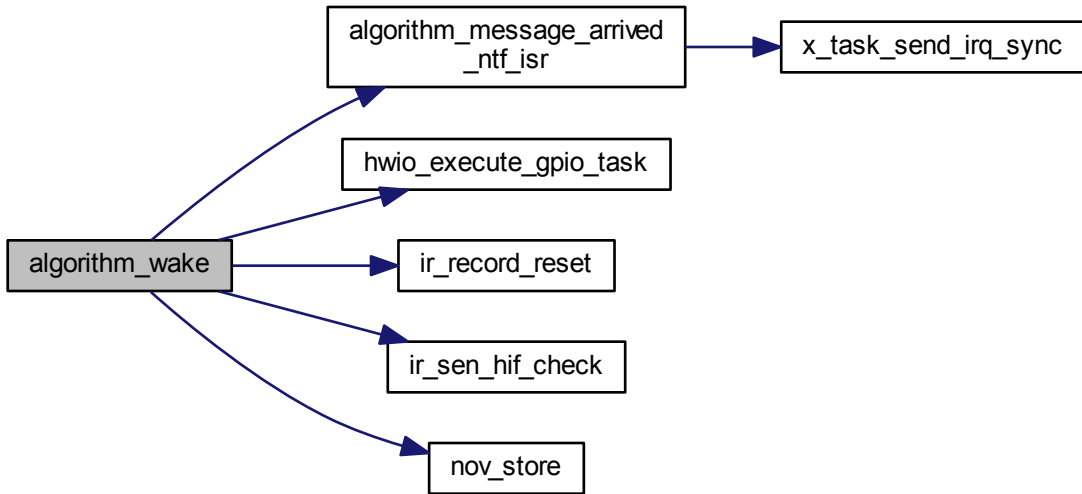 algorithm_message_arrived
_ntf_isr
x_task_send_irq_sync
hwio_execute_gpio_task
algorithm_wake
ir_record_reset
ir_sen_hif_check
nov_store